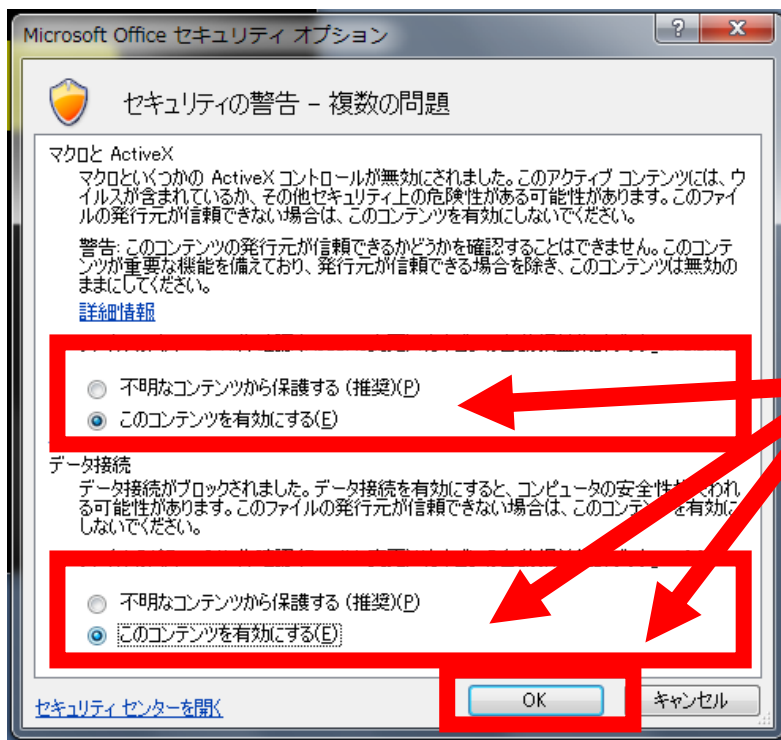 Microsoft Office セキュリティ オプション
セキュリティの警告 - 複数の問題
マクロと ActiveX
マクロといくつかの ActiveX コントロールが無効にされました。このアクティブ コンテンツには、ウ
イルスが含まれているか、その他セキュリティ上の危険性がある可能性があります。このファイ
ルの発行元が信頼できない場合は、このコンテンツを有効にしないでください。
警告: このコンテンツの発行元が信頼できるかどうかを確認することはできません。このコンテ
ンツが重要な機能を備えており、発行元が信頼できる場合を除き、このコンテンツは無効の
ままにしてください。
詳細情報
不明なコンテンツから保護する (推奨)(P)
このコンテンツを有効にする(E)
データ接続
データ接続がブロックされました。データ接続を有効にすると、コンピュータの安全性が われ
る可能性があります。このファイルの発行元が信頼できない場合は、このコンテン を有効に
しないでください。
不明なコンテンツから保護する (推奨)(P)
このコンテンツを有効にする(E)
セキュリティ センターを開く
OK
キャンセル